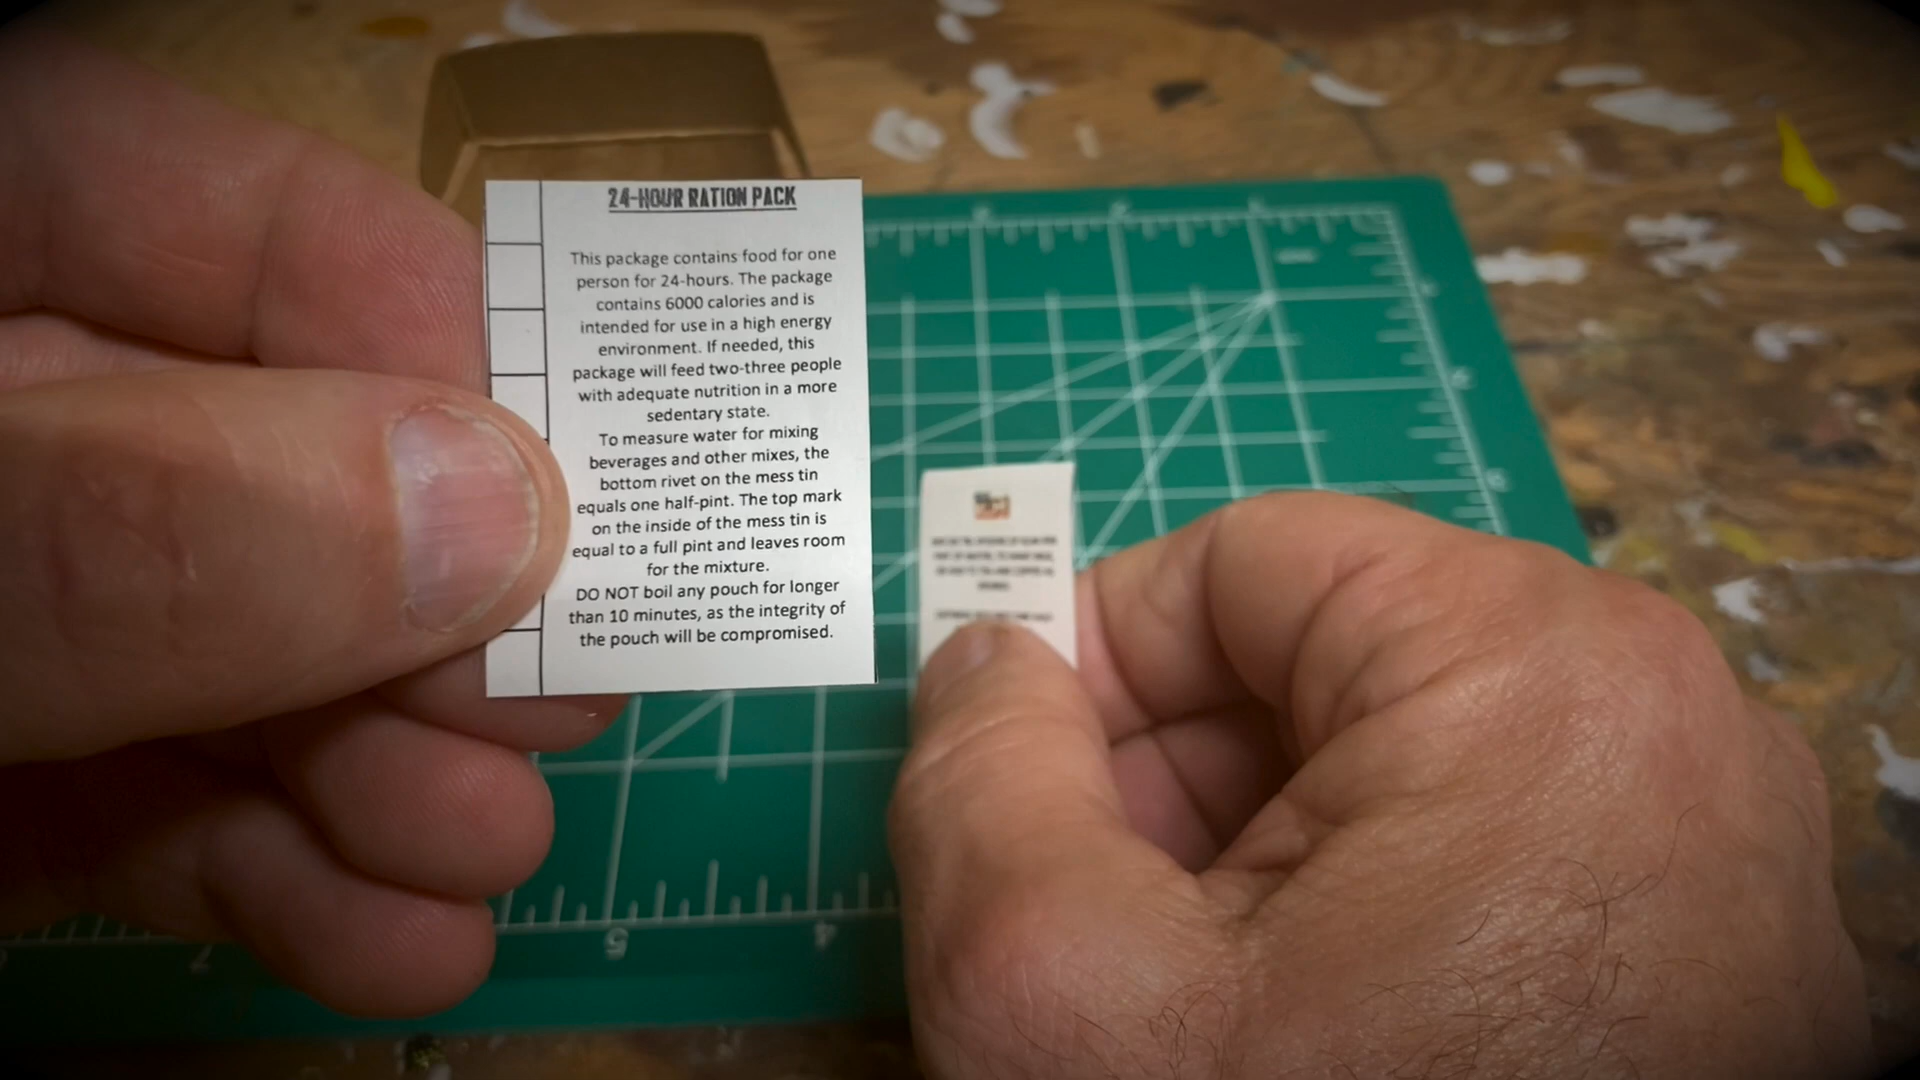 24-HOUR RATION PACK
This package contains food for one
person for 24-hours. The package
contains 6000 calories and is
intended for use in a high energy
environment. If needed, this
package will feed two-three people
with adequate nutrition in a more
sedentary state.
To measure water for mixing
beverages and other mixes, the
bottom rivet on the mess tin
equals one half-pint. The top mark
on the inside of the mess tin is
equal to a full pint and leaves room
for the mixture.
DO NOT boil any pouch for longer
than 10 minutes, as the integrity of
the pouch will be compromised.
5
4